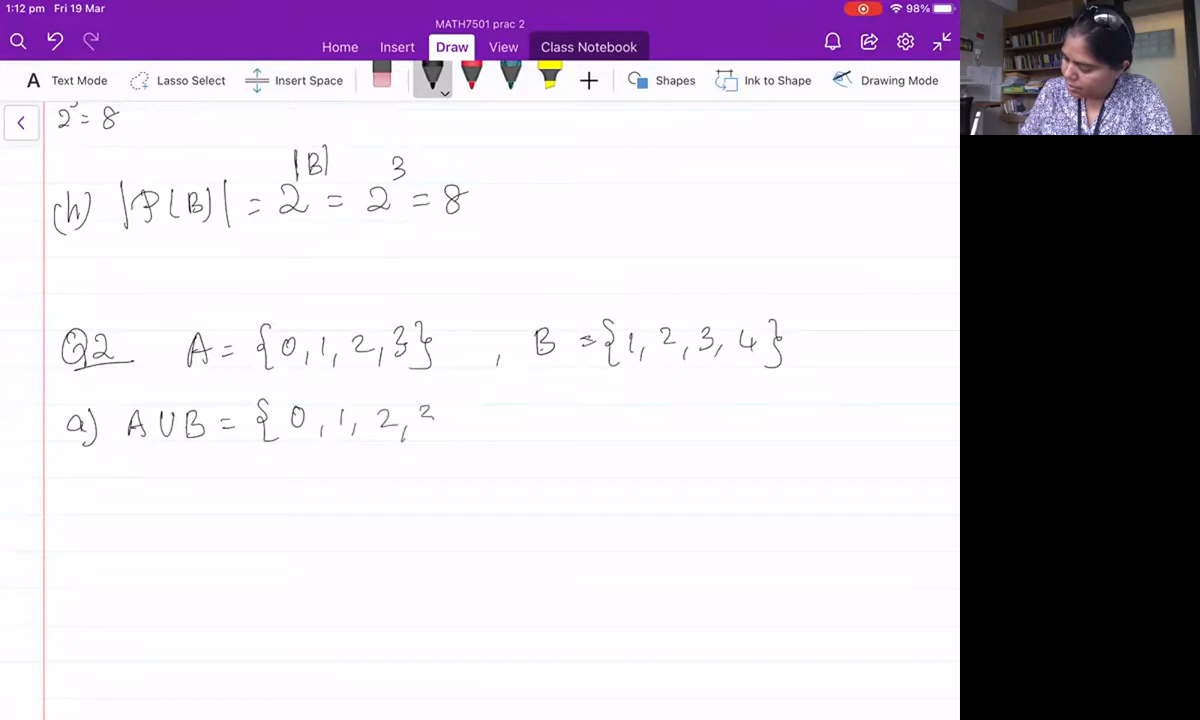 1:12 pm Fri 19 Mar
98%
MATH7501 prac 2
Home Insert Draw View Class Notebook
A Text Mode Lasso Select Insert Space + Shapes Ink to Shape Drawing Mode
2³ = 8
(h) |P(B)| = 2^|B| = 2^3 = 8
Q2 A = {0, 1, 2, 3} , B = {1, 2, 3, 4}
a) A ∪ B = { 0, 1, 2,